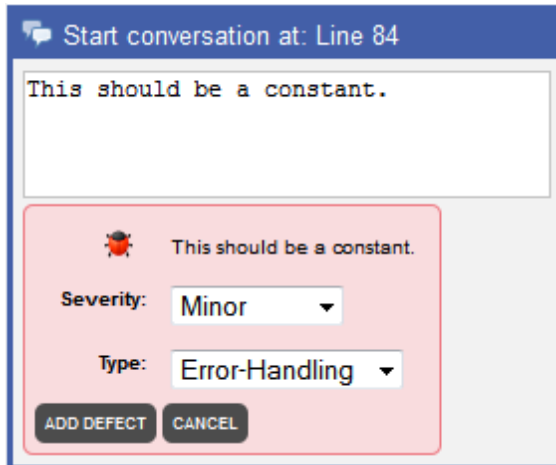 Start conversation at: Line 84
This should be a constant.
This should be a constant.
Severity: Minor
Type: Error-Handling
ADD DEFECT CANCEL